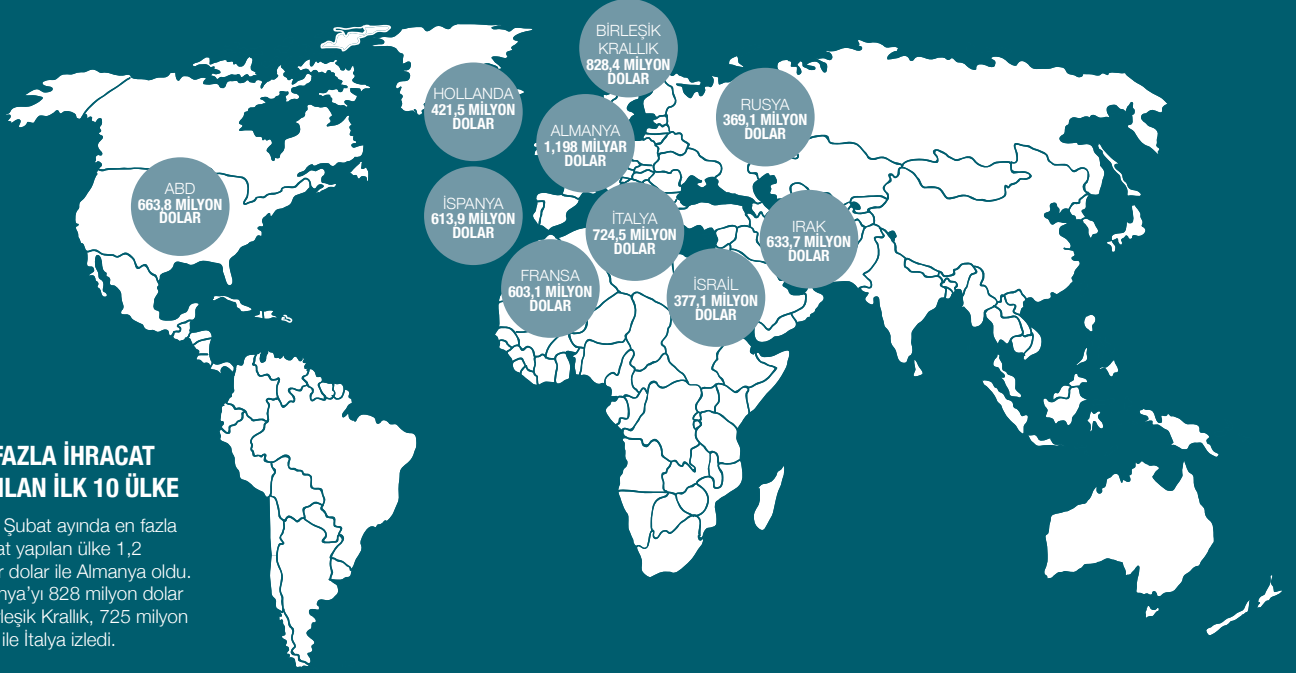 BİRLEŞİK
KRALLIK
828,4 MİLYON
DOLAR
HOLLANDA
421,5 MİLYON
DOLAR
RUSYA
369,1 MİLYON
DOLAR
ALMANYA
1,198 MİLYAR
DOLAR
ABD
663,8 MİLYON
DOLAR
İSPANYA
613,9 MİLYON
DOLAR
İTALYA
724,5 MİLYON
DOLAR
IRAK
633,7 MİLYON
DOLAR
FRANSA
603,1 MİLYON
DOLAR
İSRAİL
377,1 MİLYON
DOLAR
FAZLA İHRACAT
ILAN İLK 10 ÜLKE
Şubat ayında en fazla
at yapılan ülke 1,2
r dolar ile Almanya oldu.
nya’yı 828 milyon dolar
rleşik Krallık, 725 milyon
ile İtalya izledi.